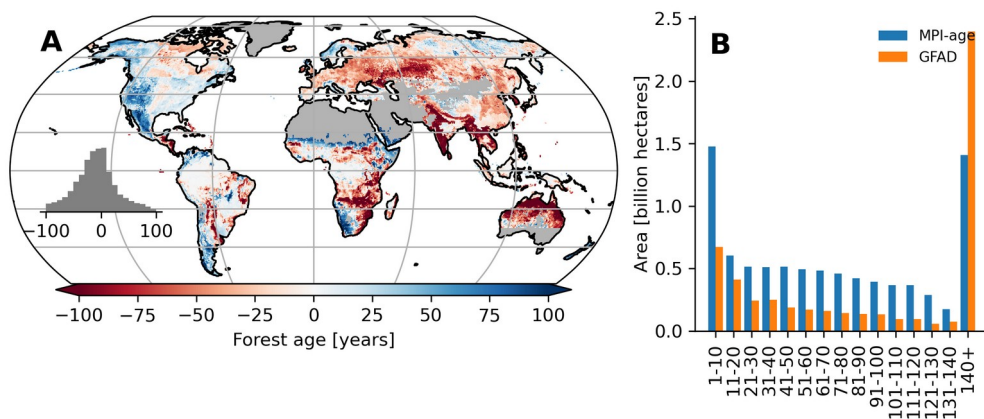 A
−100 0 100
−100 −75 −50 −25 0 25 50 75 100
Forest age [years]
B
MPI-age
GFAD
Area [billion hectares]
2.5
2.0
1.5
1.0
0.5
0.0
1-10
11-20
21-30
31-40
41-50
51-60
61-70
71-80
81-90
91-100
101-110
111-120
121-130
131-140
140+